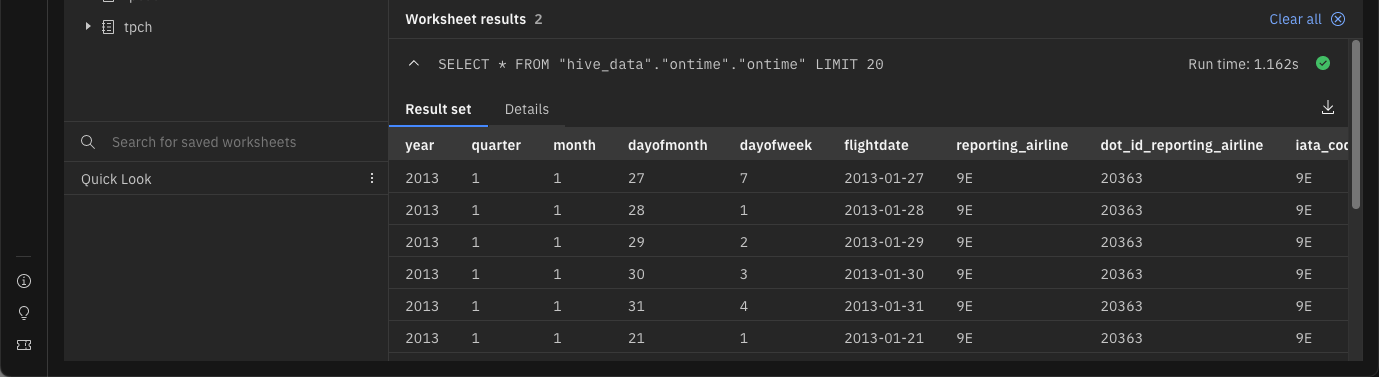 tpch
Search for saved worksheets
Quick Look
Worksheet results 2
Clear all
SELECT * FROM "hive_data"."ontime"."ontime" LIMIT 20
Run time: 1.162s
Result set Details
year quarter month dayofmonth dayofweek flightdate reporting_airline dot_id_reporting_airline iata_cod
2013 1 1 27 7 2013-01-27 9E 20363 9E
2013 1 1 28 1 2013-01-28 9E 20363 9E
2013 1 1 29 2 2013-01-29 9E 20363 9E
2013 1 1 30 3 2013-01-30 9E 20363 9E
2013 1 1 31 4 2013-01-31 9E 20363 9E
2013 1 1 21 1 2013-01-21 9E 20363 9E